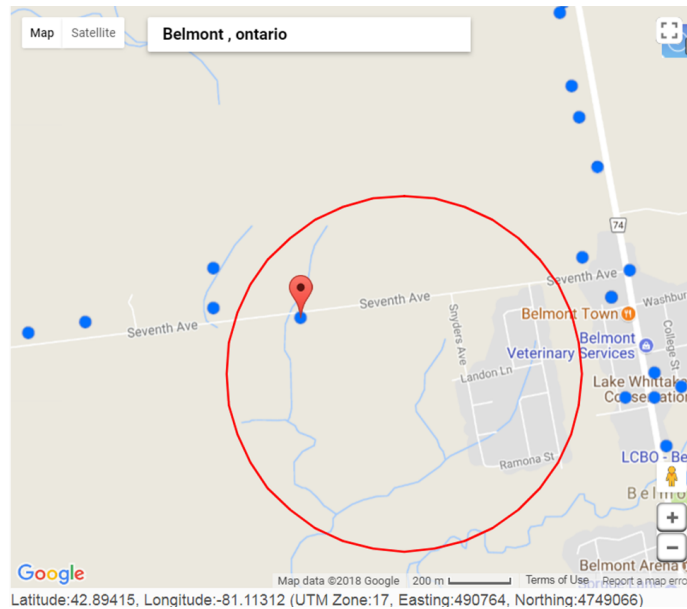 Map Satellite
Belmont , ontario
74
Seventh Ave
Seventh Ave
Seventh Ave
Washbur
Snyders Ave
College St
Belmont Town
Belmont
Veterinary Services
Landon Ln
Lake Whittak
Conservation
Ramona St
LCBO - Be
Belmo
Belmont Arena
Google
Map data ©2018 Google 200 m Terms of Use Report a map erro
Latitude:42.89415, Longitude:-81.11312 (UTM Zone:17, Easting:490764, Northing:4749066)